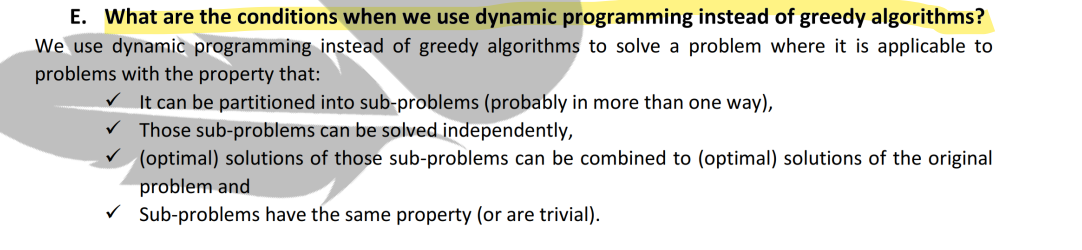 E. What are the conditions when we use dynamic programming instead of greedy algorithms?
We use dynamic programming instead of greedy algorithms to solve a problem where it is applicable to
problems with the property that:
✓ It can be partitioned into sub-problems (probably in more than one way),
✓ Those sub-problems can be solved independently,
✓ (optimal) solutions of those sub-problems can be combined to (optimal) solutions of the original
problem and
✓ Sub-problems have the same property (or are trivial).